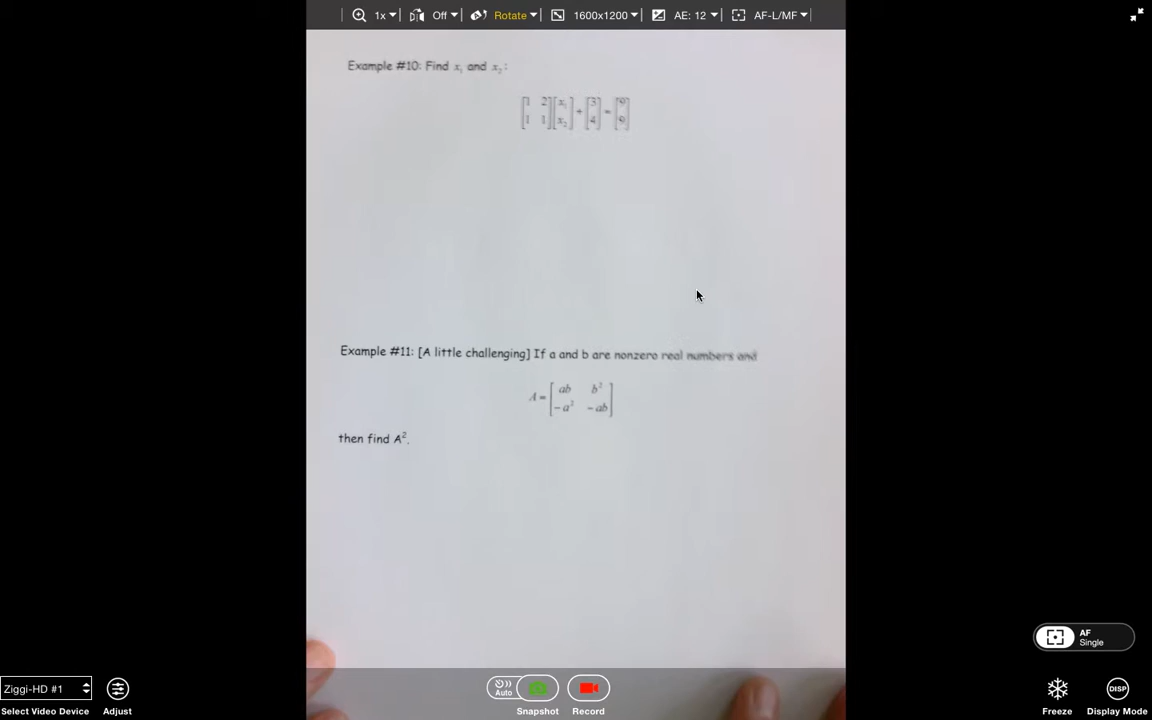 1x Off Rotate 1600x1200 AE: 12 AF-L/MF
Example #10: Find x₁ and x₂:
[1 2] [x₁] + [3] = [9]
[1 1] [x₂] [4] [9]
Example #11: [A little challenging] If a and b are nonzero real numbers and
A = [ab b²]
[-a² -ab]
then find A².
AF
Single
Ziggi-HD #1
Auto
DISP
Select Video Device Adjust Snapshot Record Freeze Display Mode